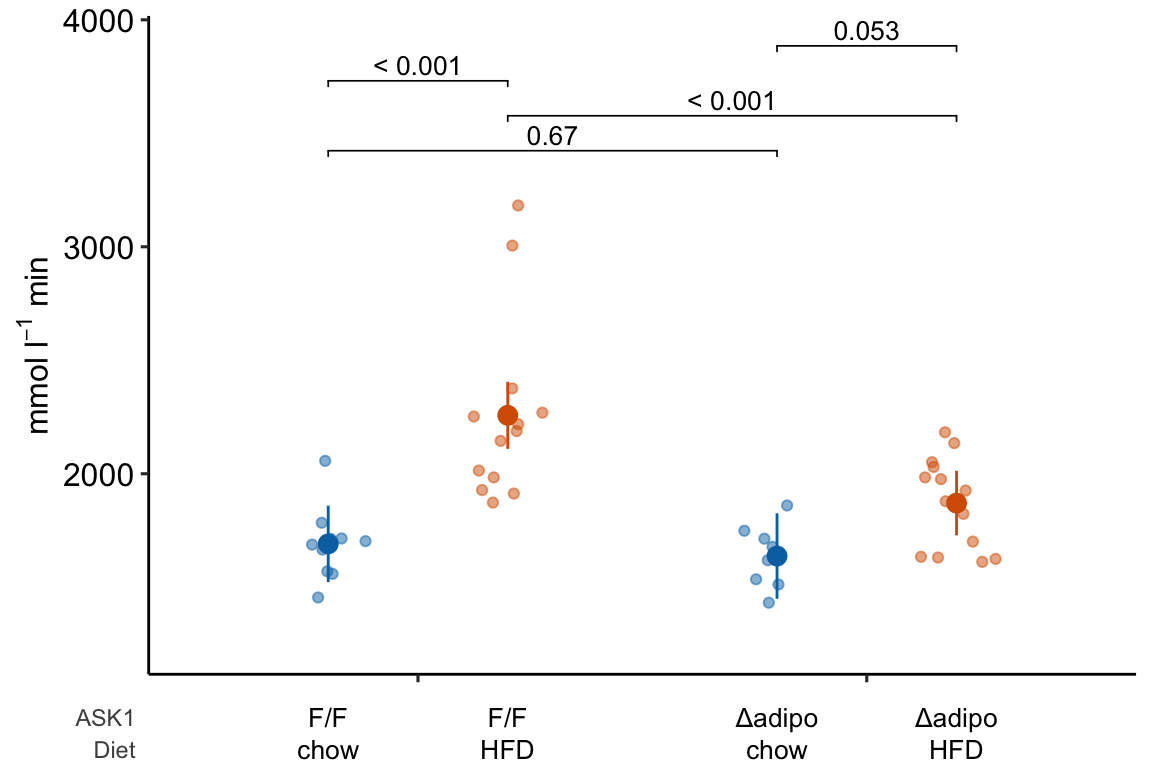 4000
0.053
< 0.001
< 0.001
0.67
3000
2000
mmol l⁻¹ min
ASK1 F/F F/F Δadipo Δadipo
Diet chow HFD chow HFD